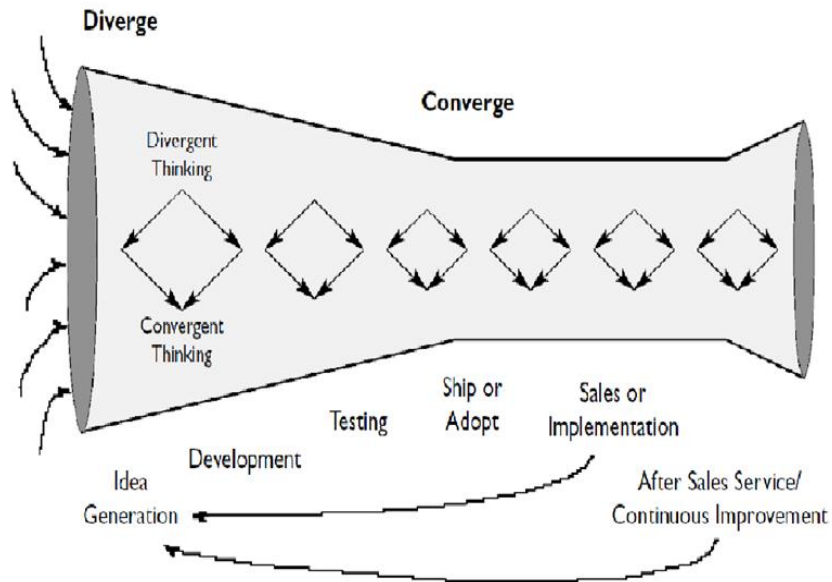 Diverge
Converge
Divergent
Thinking
Convergent
Thinking
Idea
Generation
Development
Testing
Ship or
Adopt
Sales or
Implementation
After Sales Service/
Continuous Improvement